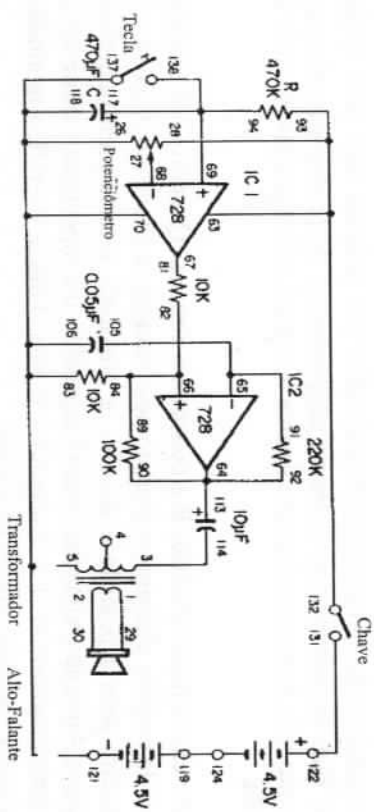 Tecla
470µF
C
137
138
117
118
+
26
28
27
R
470K
94
93
Potenciômetro
IC 1
69
+
68
-
728
70
63
67
81
10K
82
0.05µF
105
106
83
84
10K
IC2
66
+
65
-
728
64
91
92
220K
89
90
100K
10µF
113
114
+
3
4
5
1
2
29
30
Transformador
Alto-Falante
Chave
132
131
+
122
4.5V
124
119
4.5V
-
121